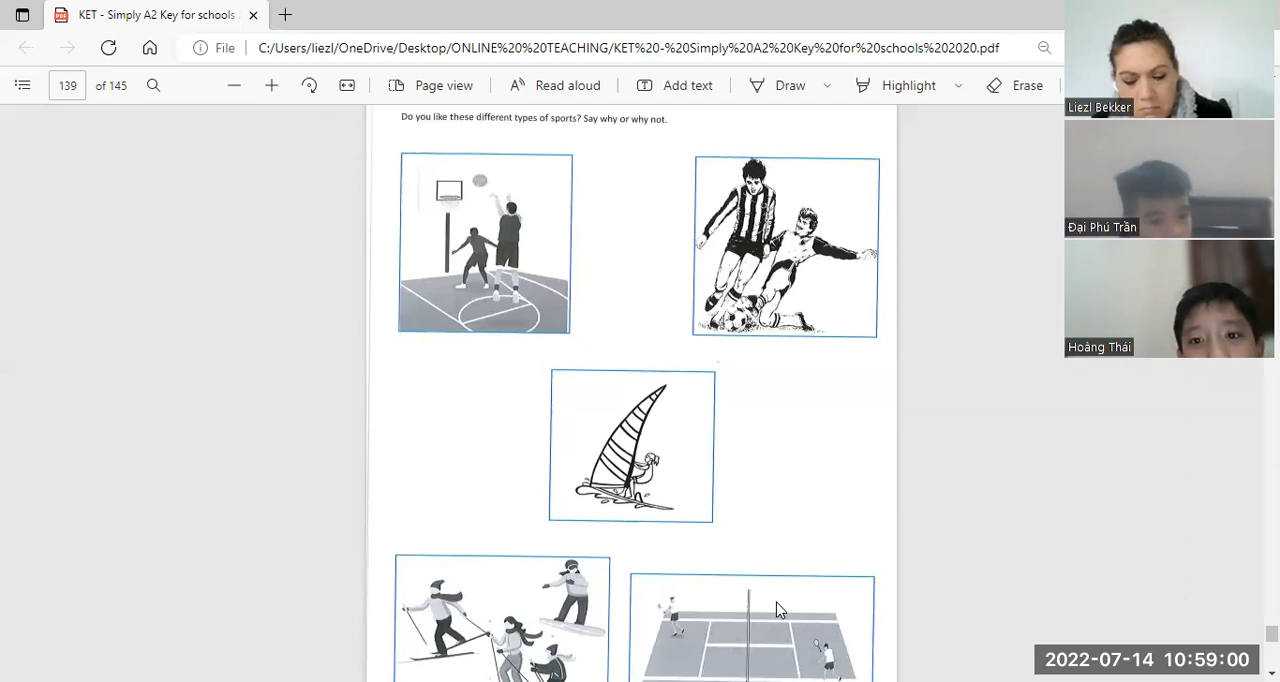 KET - Simply A2 Key for schools
File
C:/Users/liezl/OneDrive/Desktop/ONLINE%20%20TEACHING/KET%20-%20Simply%20A2%20Key%20for%20schools%202020.pdf
139 of 145
Page view
Read aloud
Add text
Draw
Highlight
Erase
Do you like these different types of sports? Say why or why not.
Liezl Bekker
Đại Phú Trần
Hoàng Thái
2022-07-14 10:59:00